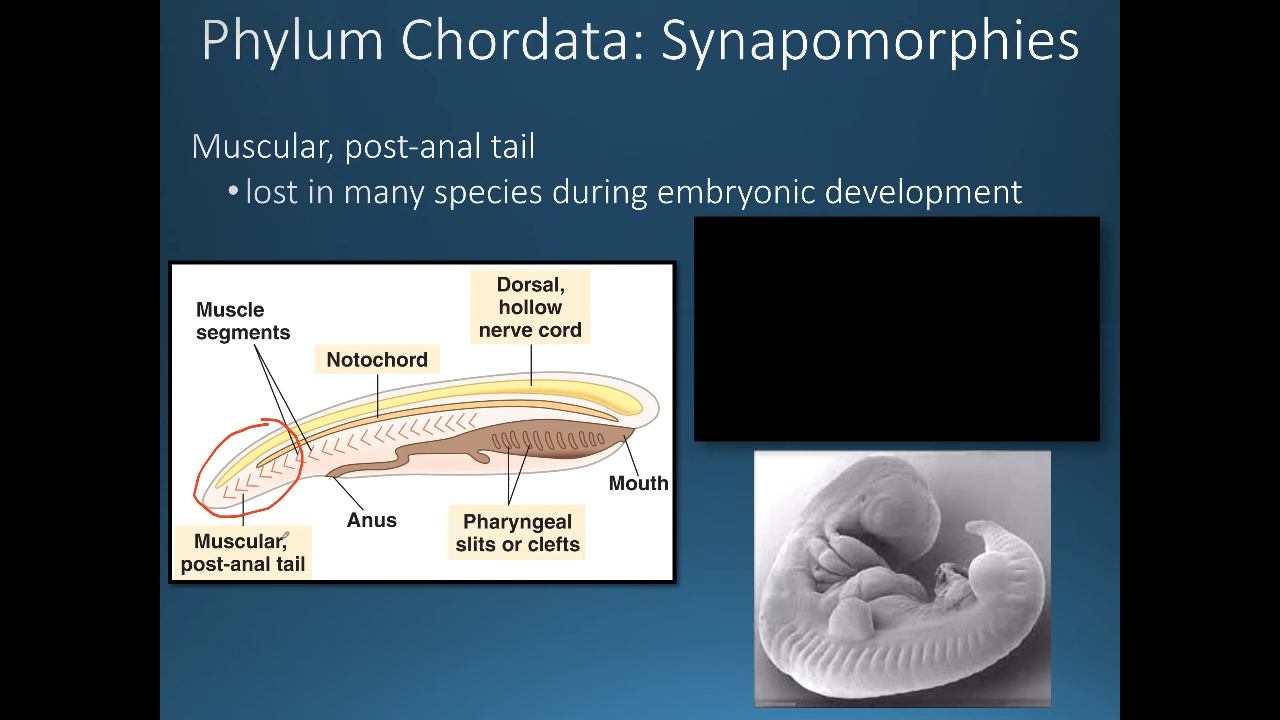 Phylum Chordata: Synapomorphies
Muscular, post-anal tail
•lost in many species during embryonic development
Dorsal,
hollow
nerve cord
Muscle
segments
Notochord
Mouth
Anus
Pharyngeal
slits or clefts
Muscular,
post-anal tail